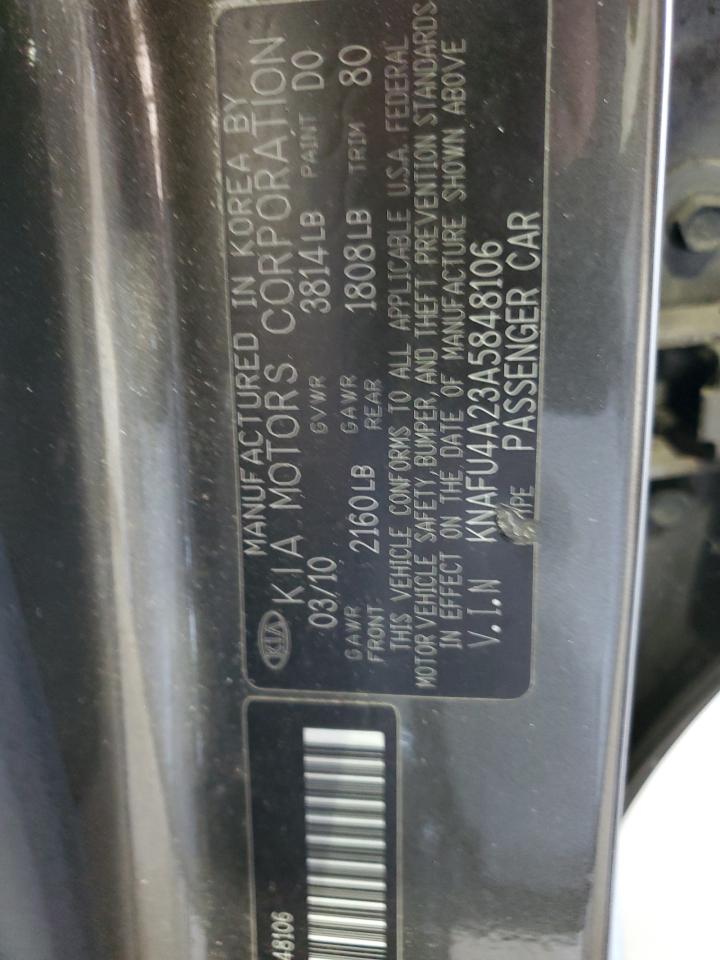 KIA MANUFACTURED IN KOREA BY
KIA MOTORS CORPORATION
03/10 GVWR 3814LB PAINT D0
GAWR FRONT 2160LB GAWR REAR 1808LB TRIM 80
THIS VEHICLE CONFORMS TO ALL APPLICABLE U.S.A. FEDERAL
MOTOR VEHICLE SAFETY, BUMPER, AND THEFT PREVENTION STANDARDS
IN EFFECT ON THE DATE OF MANUFACTURE SHOWN ABOVE
V.I.N KNAFU4A23A5848106
TYPE PASSENGER CAR
48106